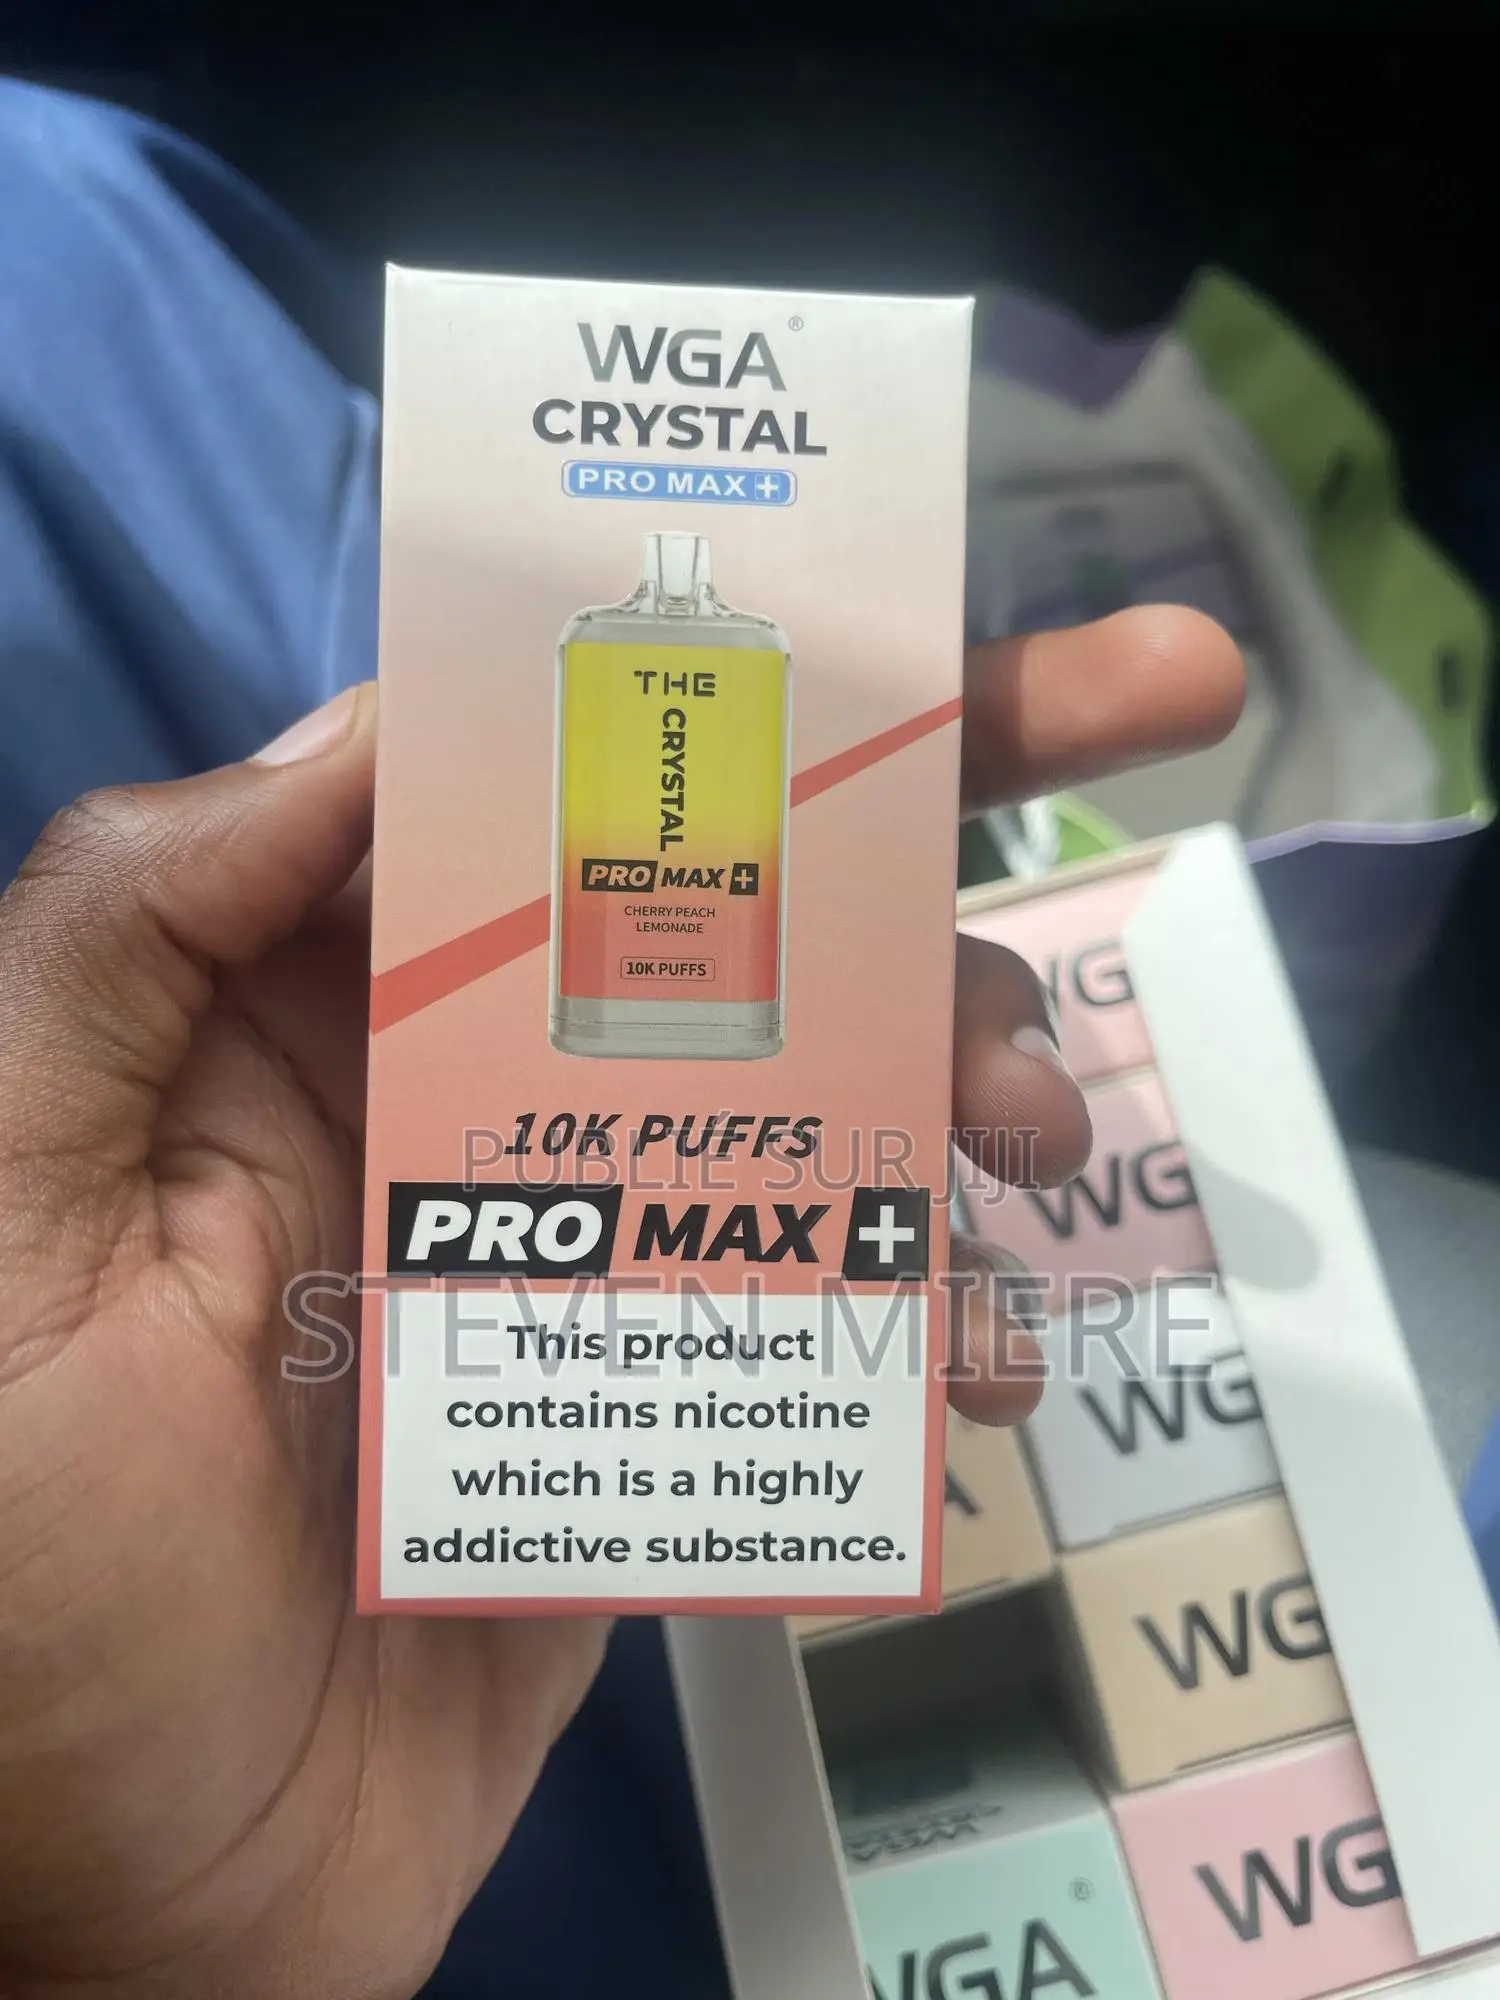 WGA®
CRYSTAL
PRO MAX +
THE
CRYSTAL
PRO MAX +
CHERRY PEACH
LEMONADE
10K PUFFS
10K PUFFS
PUBLIÉ SUR JIJI
PRO MAX +
STEVEN MIERE
This product
contains nicotine
which is a highly
addictive substance.
WG
WG
WG
WG
WG
WGA®